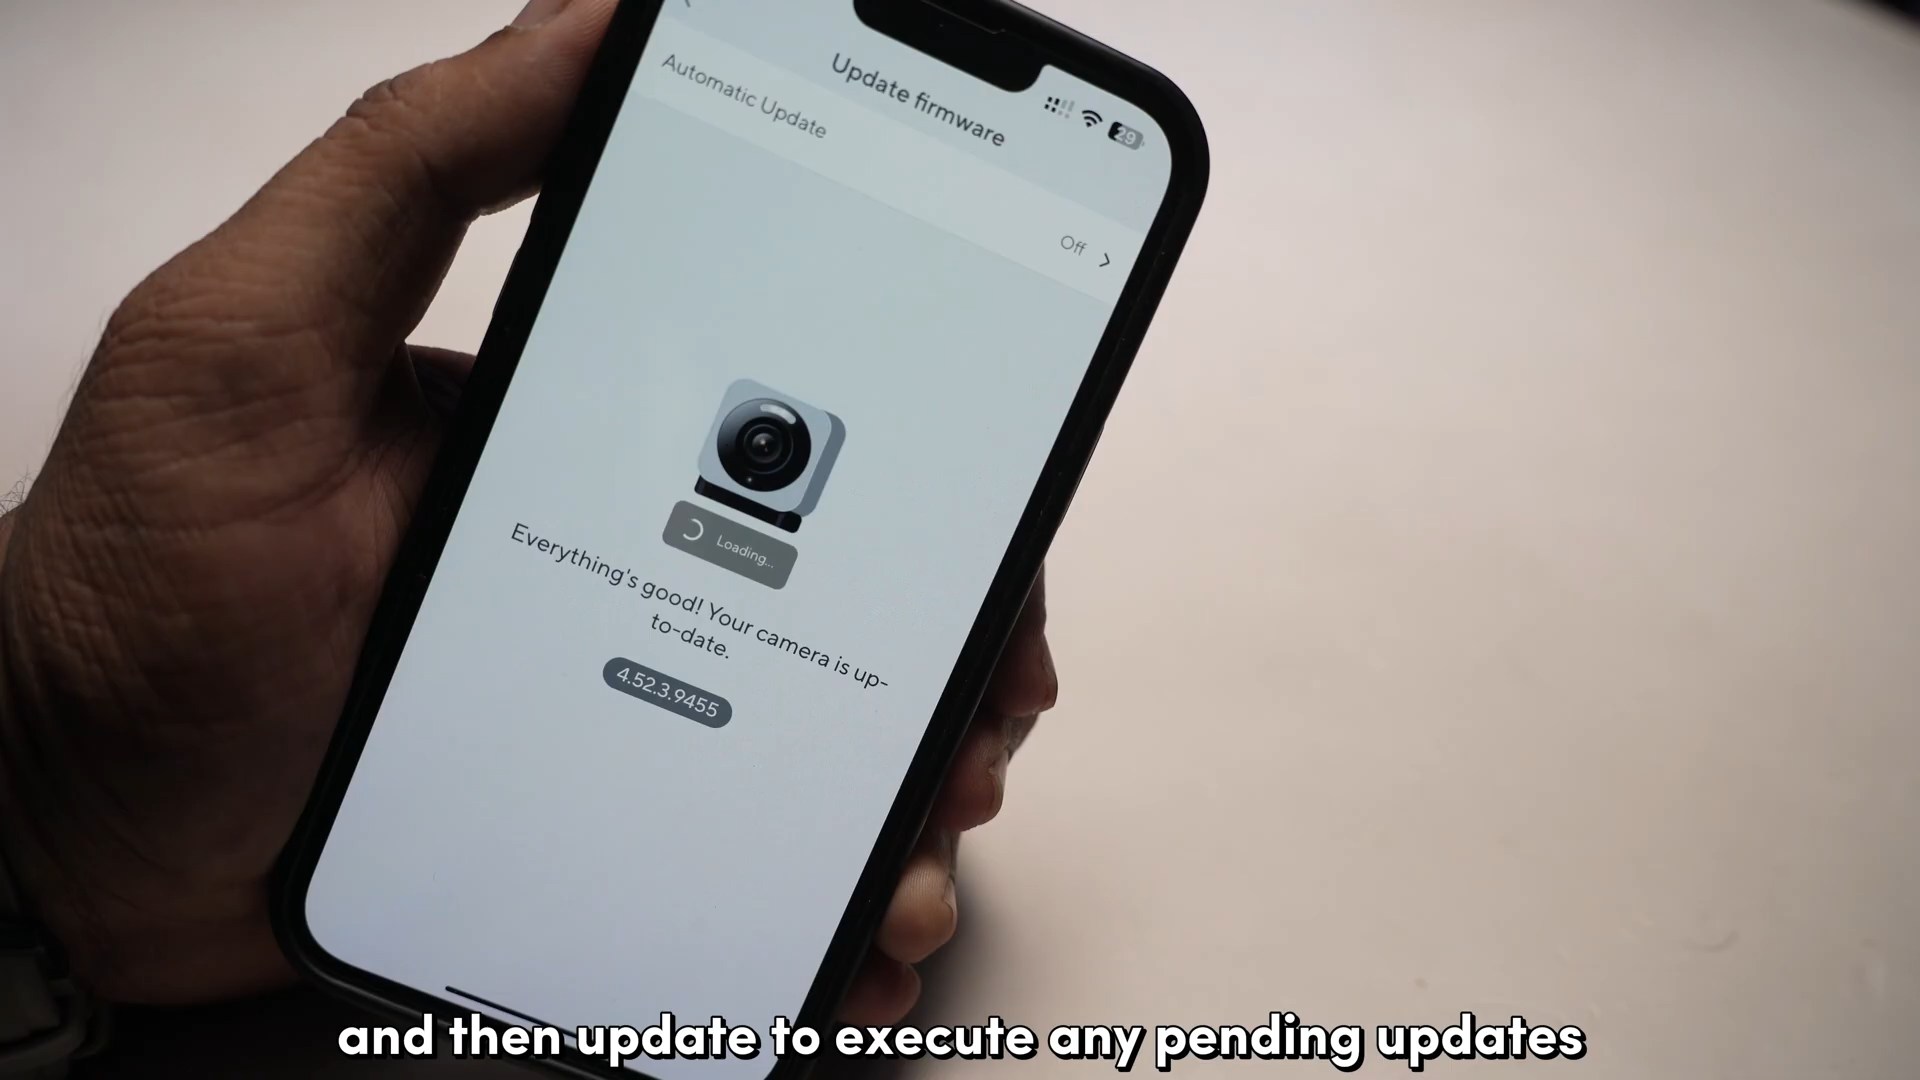 Update firmware
29
Automatic Update
Off
Loading...
Everything's good! Your camera is up-
to-date.
4.52.3.9455
and then update to execute any pending updates